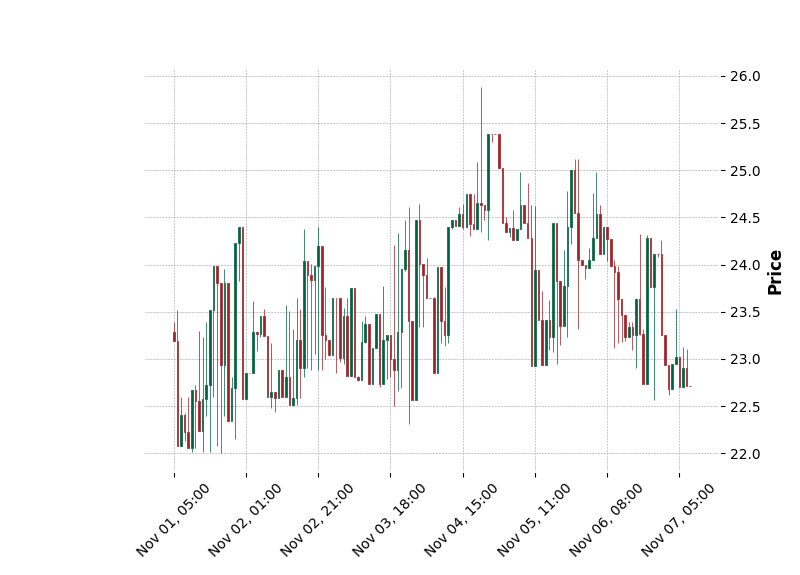 26.0
25.5
25.0
24.5
24.0
23.5
23.0
22.5
22.0
Price
Nov 01, 05:00
Nov 02, 01:00
Nov 02, 21:00
Nov 03, 18:00
Nov 04, 15:00
Nov 05, 11:00
Nov 06, 08:00
Nov 07, 05:00